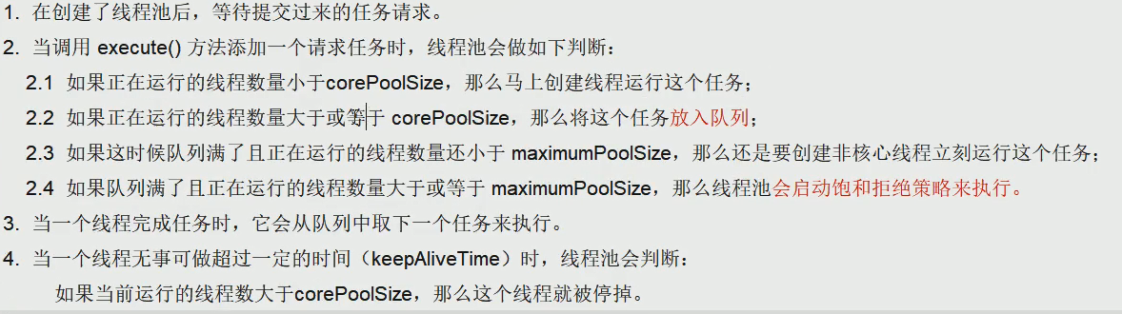 1. 在创建了线程池后，等待提交过来的任务请求。
2. 当调用 execute() 方法添加一个请求任务时，线程池会做如下判断：
2.1 如果正在运行的线程数量小于corePoolSize，那么马上创建线程运行这个任务；
2.2 如果正在运行的线程数量大于或等于 corePoolSize，那么将这个任务放入队列；
2.3 如果这时候队列满了且正在运行的线程数量还小于 maximumPoolSize，那么还是要创建非核心线程立刻运行这个任务；
2.4 如果队列满了且正在运行的线程数量大于或等于 maximumPoolSize，那么线程池会启动饱和拒绝策略来执行。
3. 当一个线程完成任务时，它会从队列中取下一个任务来执行。
4. 当一个线程无事可做超过一定的时间（keepAliveTime）时，线程池会判断：
如果当前运行的线程数大于corePoolSize，那么这个线程就被停掉。